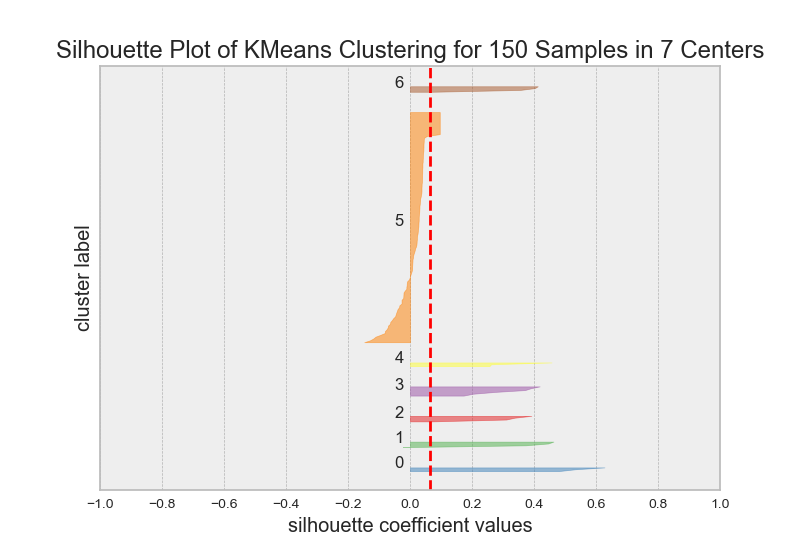 Silhouette Plot of KMeans Clustering for 150 Samples in 7 Centers
cluster label
6
5
4
3
2
1
0
−1.0 −0.8 −0.6 −0.4 −0.2 0.0 0.2 0.4 0.6 0.8 1.0
silhouette coefficient values